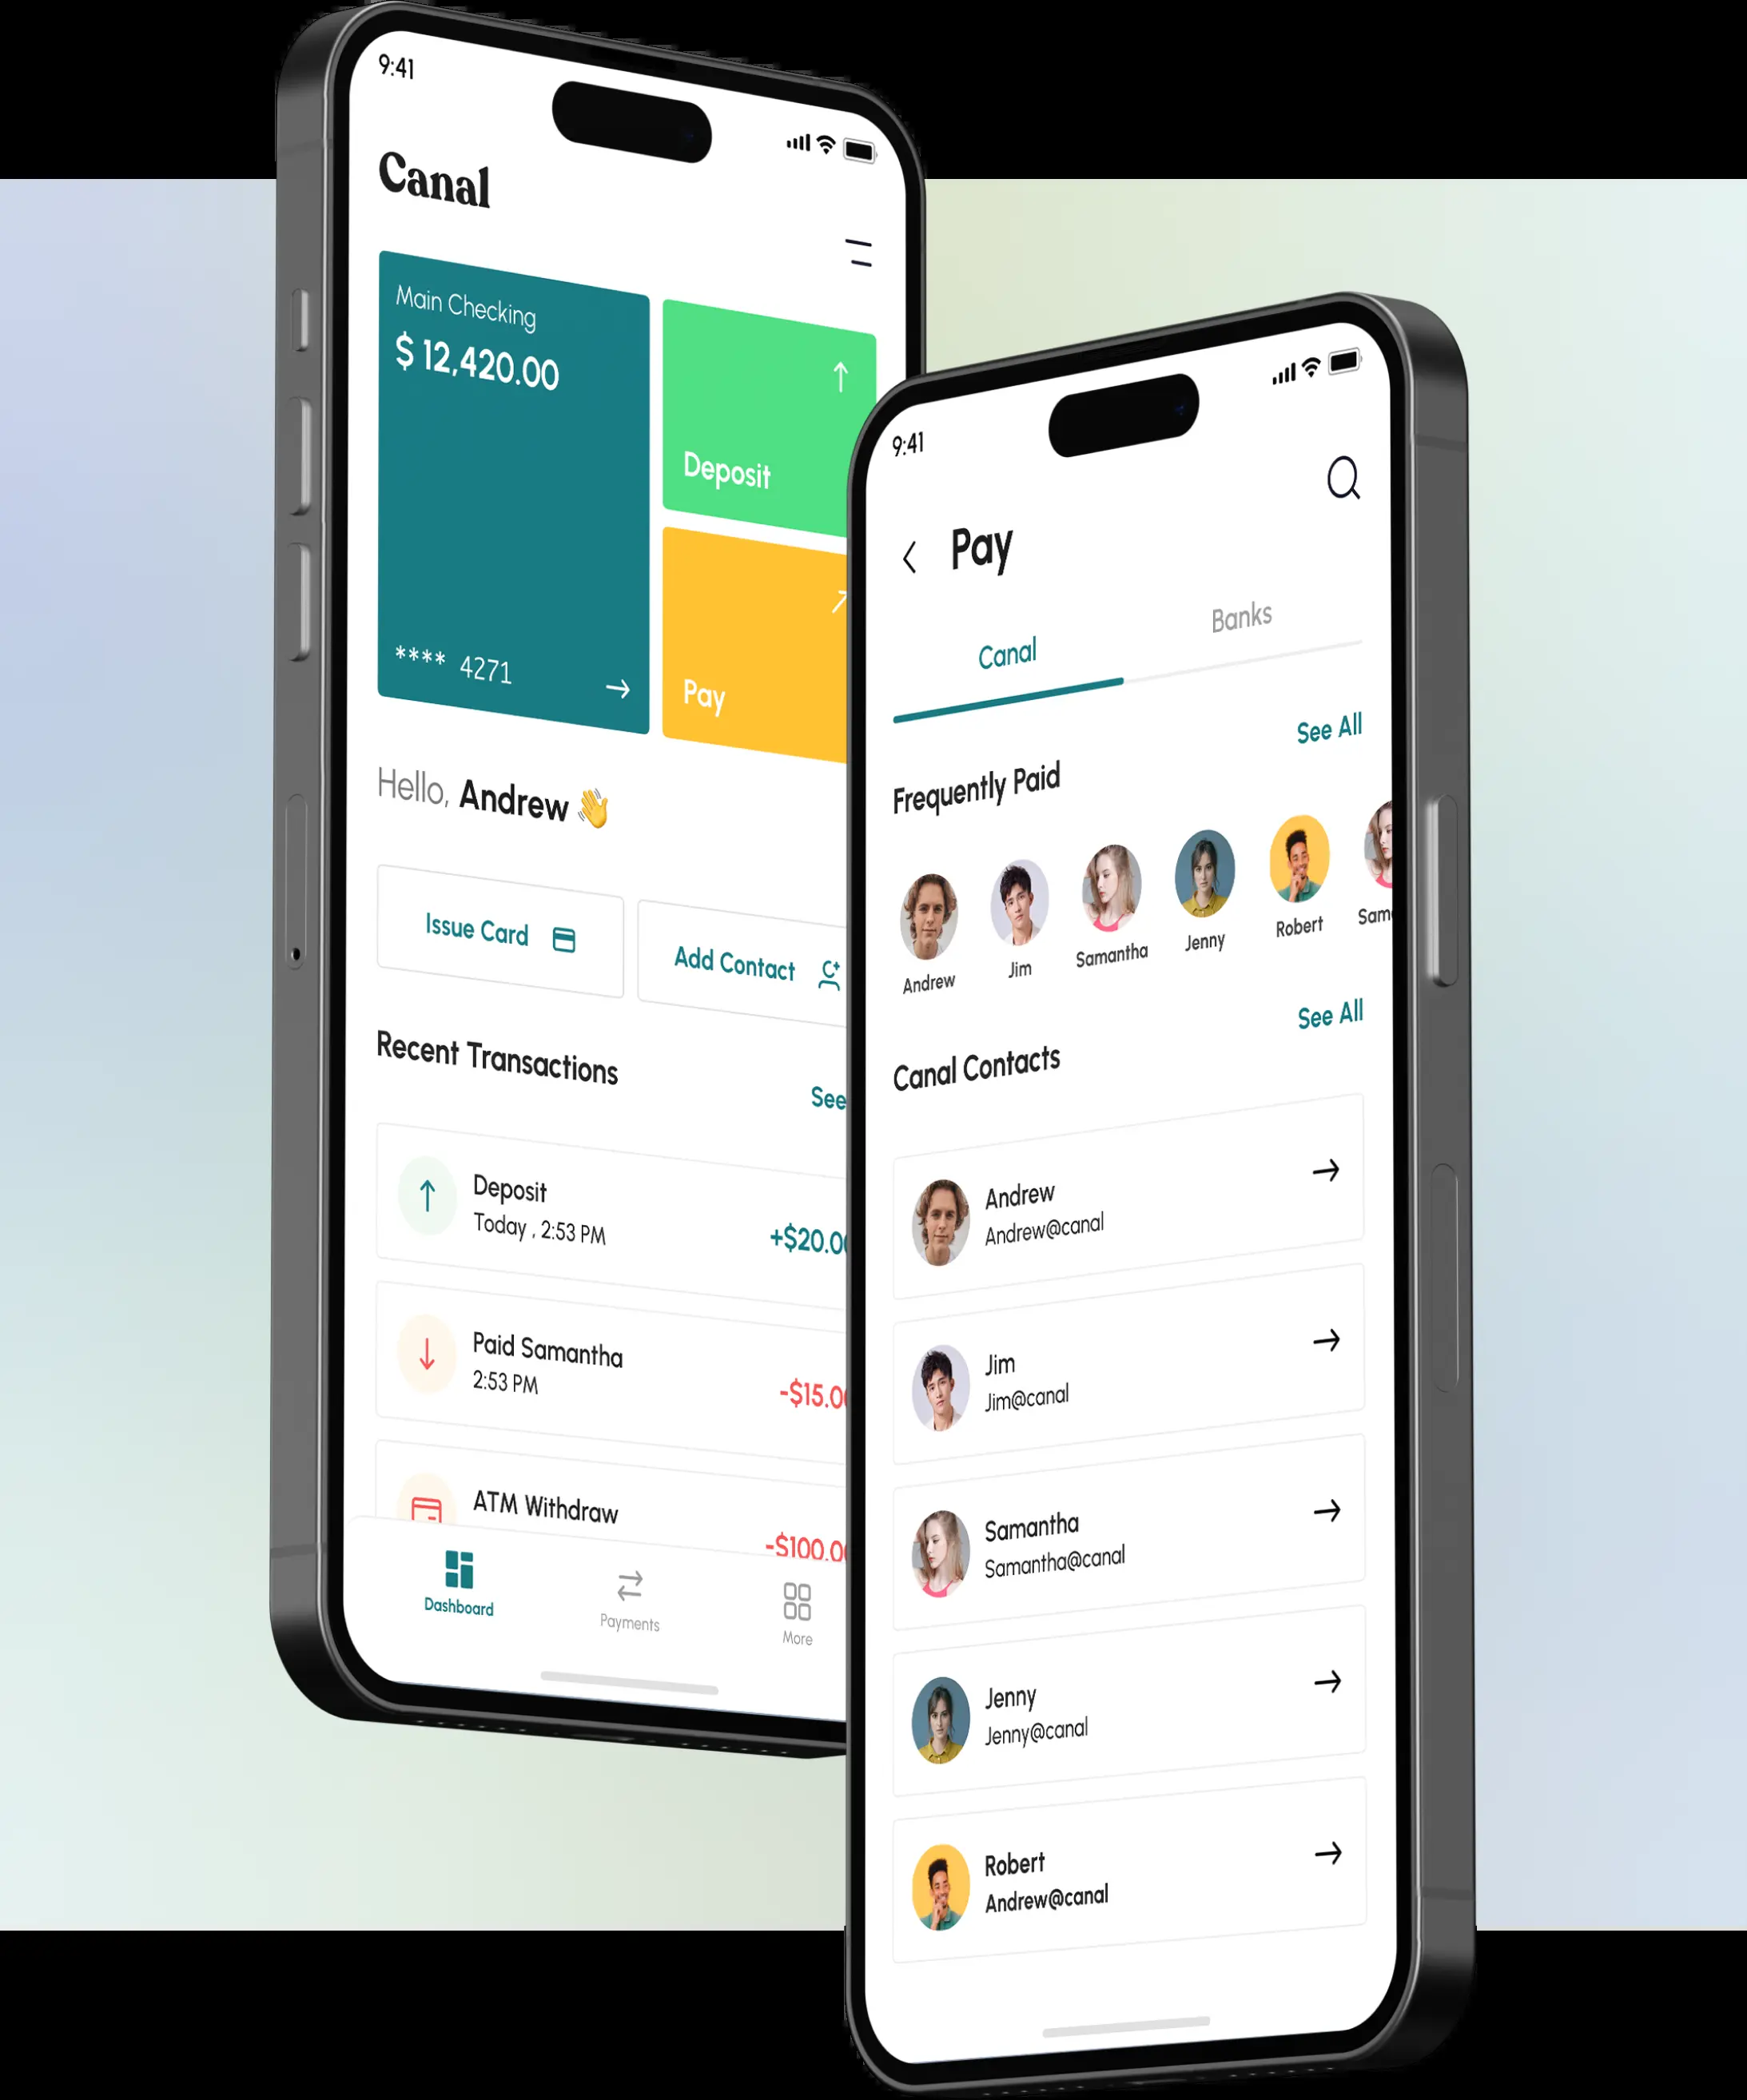 9:41
Canal
Main Checking
$ 12,420.00
**** 4271
Deposit
Pay
Hello, Andrew 👋
Issue Card
Add Contact
Recent Transactions
See
Deposit
Today , 2:53 PM
+$20.0
Paid Samantha
2:53 PM
-$15.0
ATM Withdraw
-$100.0
Dashboard
Payments
More
9:41
Pay
Canal
Banks
See All
Frequently Paid
Andrew
Jim
Samantha
Jenny
Robert
Sam
See All
Canal Contacts
Andrew
Andrew@canal
Jim
Jim@canal
Samantha
Samantha@canal
Jenny
Jenny@canal
Robert
Andrew@canal